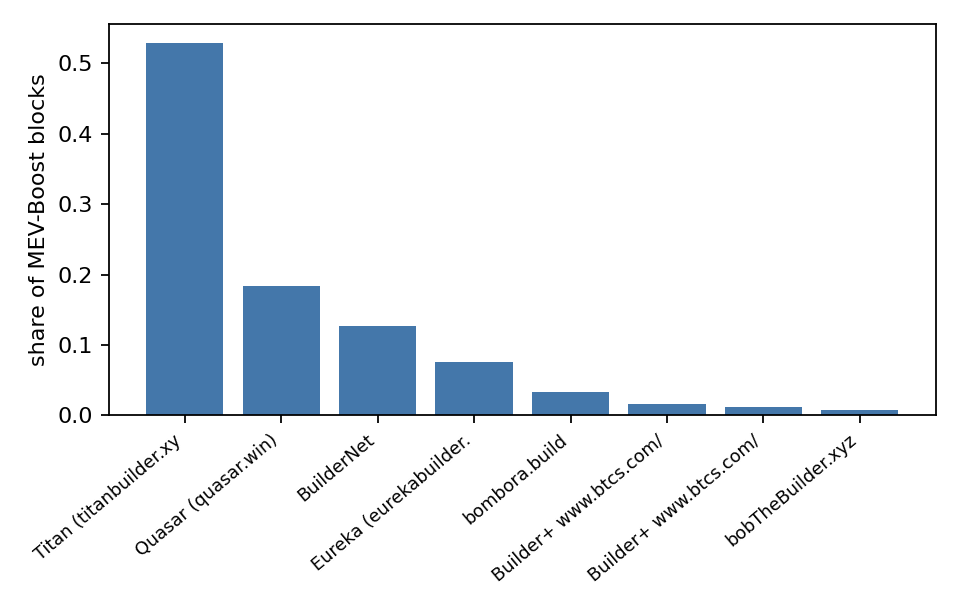 share of MEV-Boost blocks
0.5
0.4
0.3
0.2
0.1
0.0
Titan (titanbuilder.xy
Quasar (quasar.win)
BuilderNet
Eureka (eurekabuilder.
bombora.build
Builder+ www.btcs.com/
Builder+ www.btcs.com/
bobTheBuilder.xyz